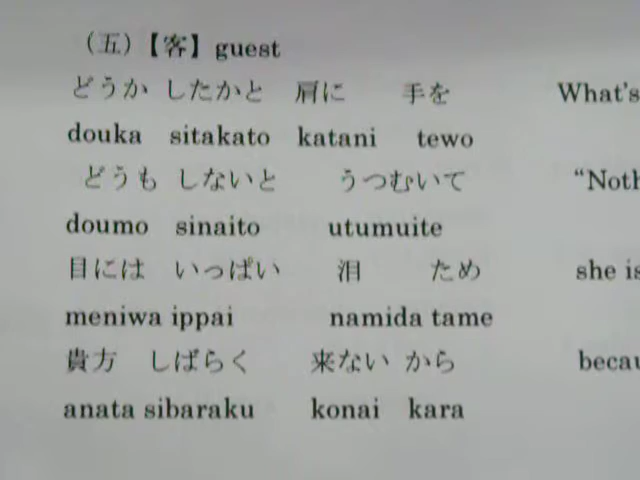 （五）【客】guest
どうか したかと 肩に 手を What's
douka sitakato katani tewo
どうも しないと うつむいて “Noth
doumo sinaito utumuite
目には いっぱい 泪 ため she is
meniwa ippai namida tame
貴方 しばらく 来ない から becau
anata sibaraku konai kara